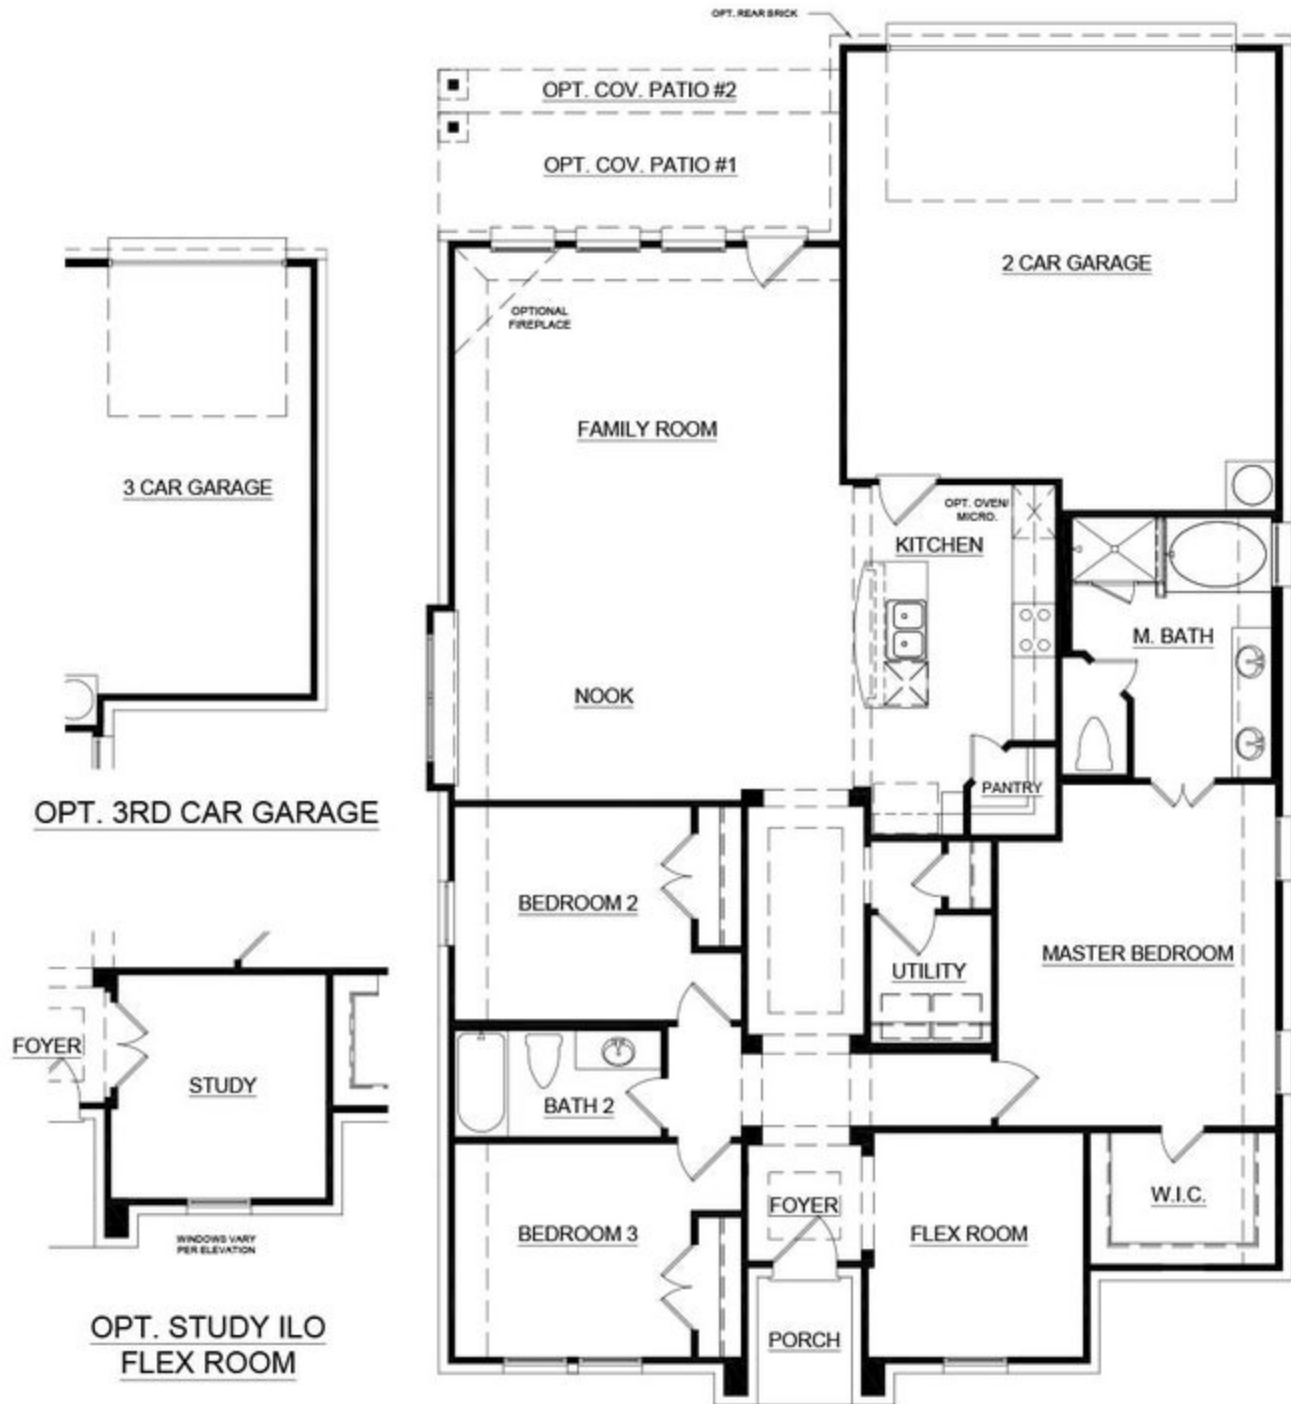 OPT. REAR BRICK
OPT. COV. PATIO #2
OPT. COV. PATIO #1
2 CAR GARAGE
OPTIONAL
FIREPLACE
FAMILY ROOM
3 CAR GARAGE
OPT. OVEN/
MICRO.
KITCHEN
M. BATH
NOOK
PANTRY
OPT. 3RD CAR GARAGE
BEDROOM 2
MASTER BEDROOM
UTILITY
FOYER
STUDY
BATH 2
W.I.C.
FOYER
BEDROOM 3
FLEX ROOM
WINDOWS VARY
PER ELEVATION
OPT. STUDY ILO
FLEX ROOM
PORCH